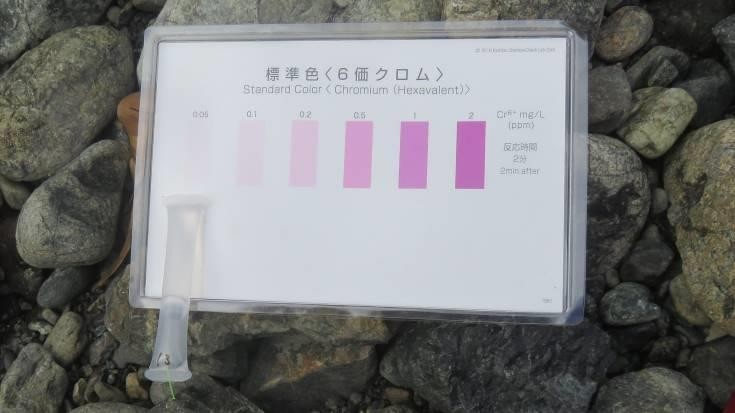 標準色〈6価クロム〉
Standard Color〈 Chromium (Hexavalent)〉
0.05 0.1 0.2 0.5 1 2 Cr⁶⁺ mg/L
(ppm)
反応時間
2分
2min.after